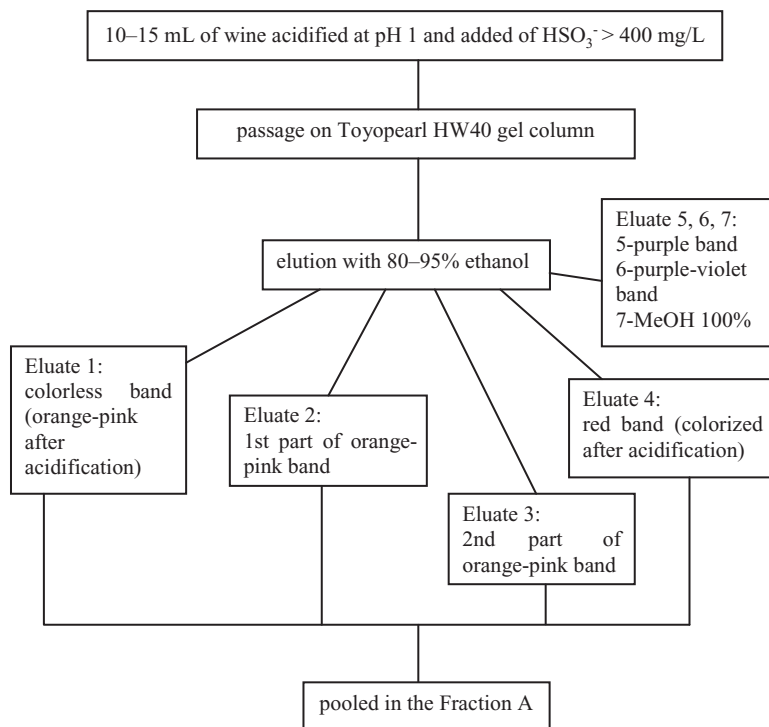 10–15 mL of wine acidified at pH 1 and added of HSO₃⁻ > 400 mg/L
passage on Toyopearl HW40 gel column
elution with 80–95% ethanol
Eluate 5, 6, 7:
5-purple band
6-purple-violet
band
7-MeOH 100%
Eluate 1:
colorless band
(orange-pink
after
acidification)
Eluate 2:
1st part of orange-
pink band
Eluate 3:
2nd part of
orange-pink band
Eluate 4:
red band (colorized
after acidification)
pooled in the Fraction A